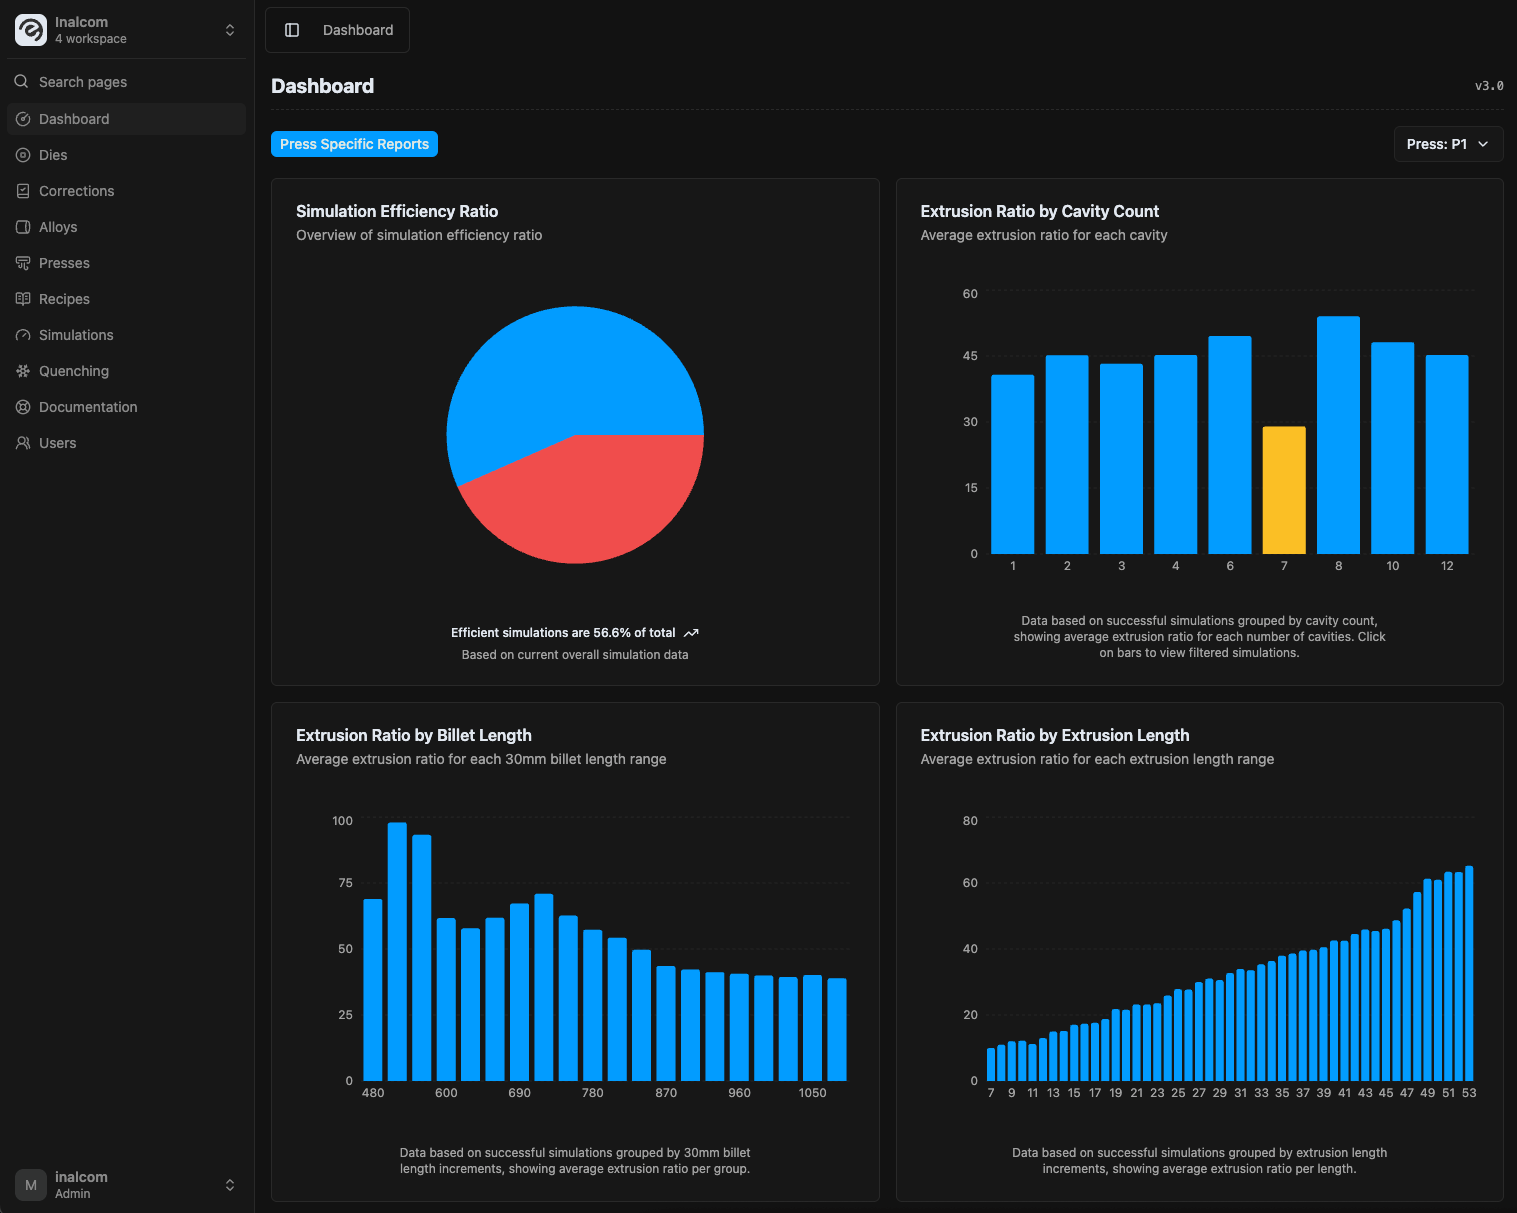 Inalcom
4 workspace
Search pages
Dashboard
Dies
Corrections
Alloys
Presses
Recipes
Simulations
Quenching
Documentation
Users
M
inalcom
Admin
Dashboard
Dashboard
v3.0
Press Specific Reports
Press: P1
Simulation Efficiency Ratio
Overview of simulation efficiency ratio
Efficient simulations are 56.6% of total
Based on current overall simulation data
Extrusion Ratio by Cavity Count
Average extrusion ratio for each cavity
60
45
30
15
0
1 2 3 4 6 7 8 10 12
Data based on successful simulations grouped by cavity count,
showing average extrusion ratio for each number of cavities. Click
on bars to view filtered simulations.
Extrusion Ratio by Billet Length
Average extrusion ratio for each 30mm billet length range
100
75
50
25
0
480 600 690 780 870 960 1050
Data based on successful simulations grouped by 30mm billet
length increments, showing average extrusion ratio per group.
Extrusion Ratio by Extrusion Length
Average extrusion ratio for each extrusion length range
80
60
40
20
0
7 9 11 13 15 17 19 21 23 25 27 29 31 33 35 37 39 41 43 45 47 49 51 53
Data based on successful simulations grouped by extrusion length
increments, showing average extrusion ratio per length.